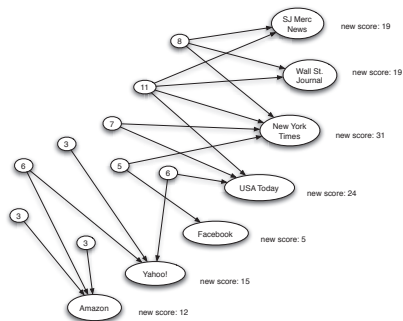 SJ Merc
News
new score: 19
8
Wall St.
Journal
new score: 19
11
7
New York
Times
new score: 31
3
6
5
6
USA Today
new score: 24
3
Facebook
new score: 5
3
Yahoo!
new score: 15
Amazon
new score: 12